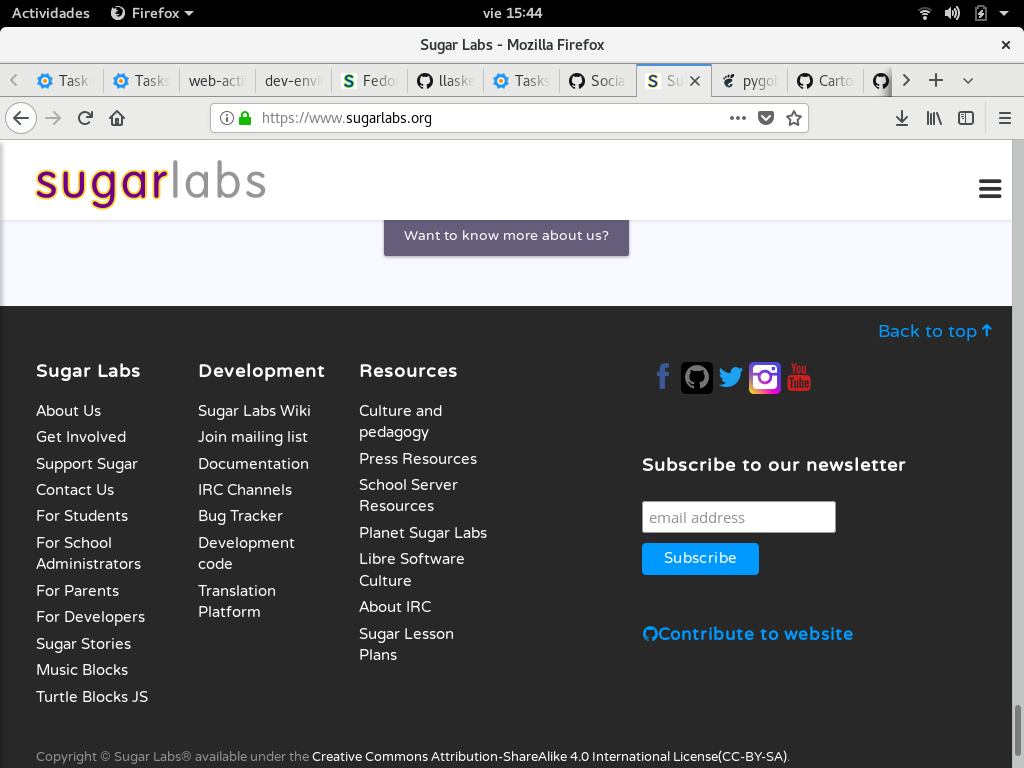 Actividades Firefox vie 15:44
Sugar Labs - Mozilla Firefox
Task Tasks web-acti dev-envi Fedo llaske Tasks Socia Su pygo Carto
https://www.sugarlabs.org
sugarlabs
Want to know more about us?
Back to top
Sugar Labs
About Us
Get Involved
Support Sugar
Contact Us
For Students
For School
Administrators
For Parents
For Developers
Sugar Stories
Music Blocks
Turtle Blocks JS
Development
Sugar Labs Wiki
Join mailing list
Documentation
IRC Channels
Bug Tracker
Development
code
Translation
Platform
Resources
Culture and
pedagogy
Press Resources
School Server
Resources
Planet Sugar Labs
Libre Software
Culture
About IRC
Sugar Lesson
Plans
You
Tube
Subscribe to our newsletter
email address
Subscribe
Contribute to website
Copyright © Sugar Labs® available under the Creative Commons Attribution-ShareAlike 4.0 International License(CC-BY-SA).